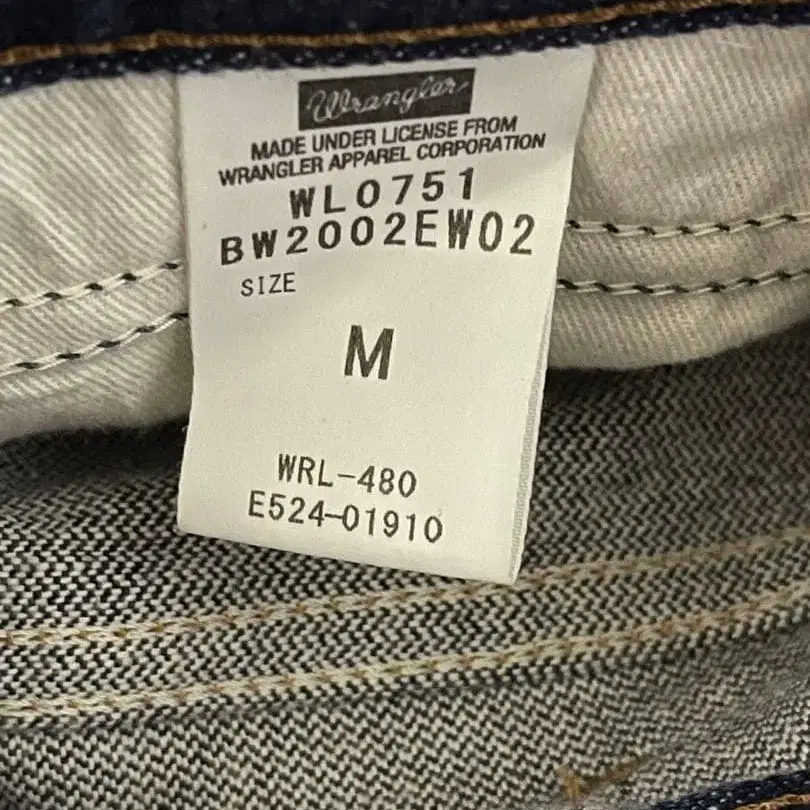 Wrangler
MADE UNDER LICENSE FROM
WRANGLER APPAREL CORPORATION
WL0751
BW2002EW02
SIZE
M
WRL-480
E524-01910